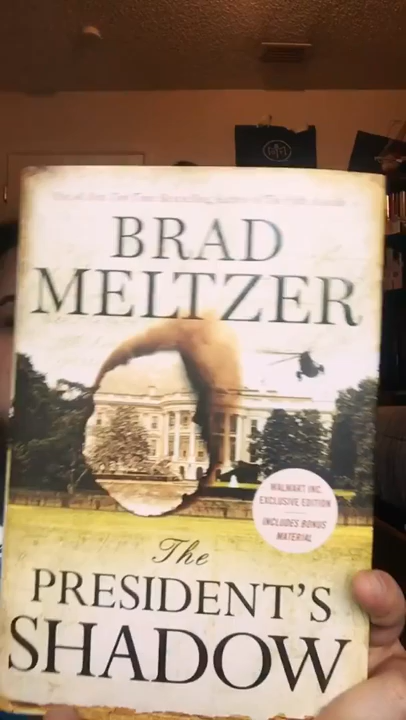 BRAD
MELTZER
WALMART INC.
EXCLUSIVE EDITION
INCLUDES BONUS
MATERIAL
The
PRESIDENT'S
SHADOW